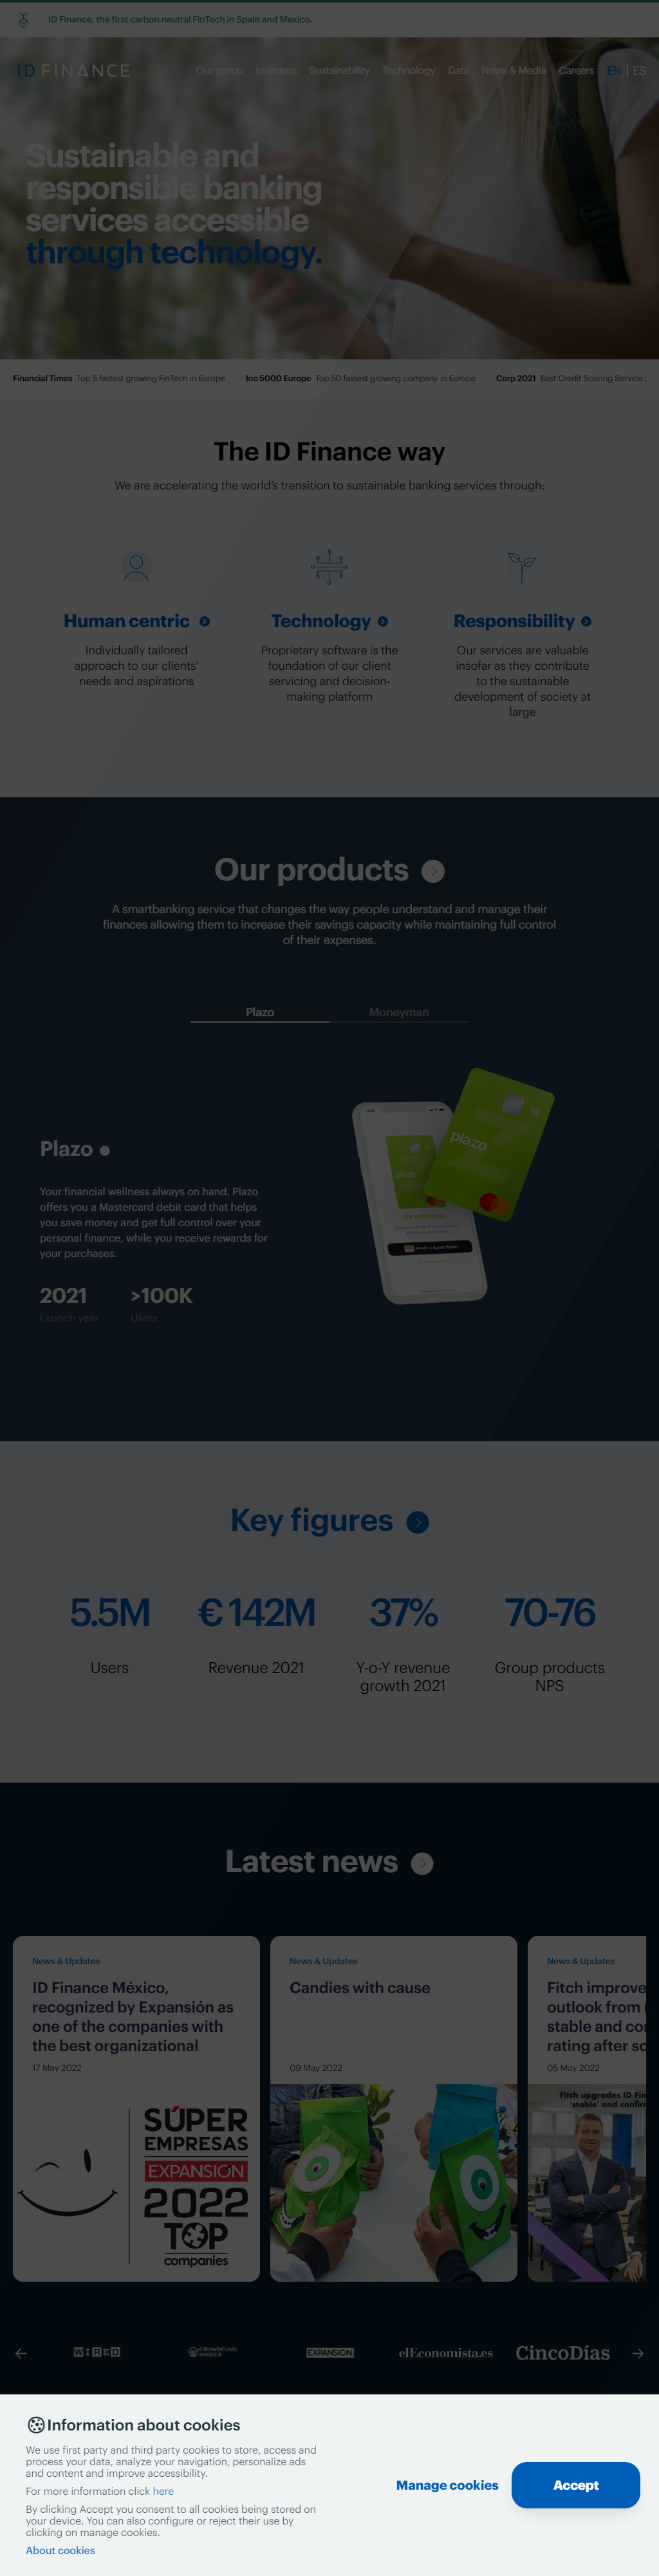 ID Finance, the first carbon neutral FinTech in Spain and Mexico.
ID FINANCE
Our group Investors Sustainability Technology Data News & Media Careers EN | ES
Sustainable and
responsible banking
services accessible
through technology.
Financial Times Top 5 fastest growing FinTech in Europe Inc 5000 Europe Top 50 fastest growing company in Europe Corp 2021 Best Credit Scoring Service
The ID Finance way
We are accelerating the world's transition to sustainable banking services through:
Human centric
Individually tailored
approach to our clients'
needs and aspirations
Technology
Proprietary software is the
foundation of our client
servicing and decision-
making platform
Responsibility
Our services are valuable
insofar as they contribute
to the sustainable
development of society at
large
Our products
A smartbanking service that changes the way people understand and manage their
finances allowing them to increase their savings capacity while maintaining full control
of their expenses.
Plazo Moneyman
Plazo
Your financial wellness always on hand. Plazo
offers you a Mastercard debit card that helps
you save money and get full control over your
personal finance, while you receive rewards for
your purchases.
2021
Launch year
>100K
Users
plazo
plazo
Key figures
5.5M
Users
€ 142M
Revenue 2021
37%
Y-o-Y revenue
growth 2021
70-76
Group products
NPS
Latest news
News & Updates
ID Finance México,
recognized by Expansión as
one of the companies with
the best organizational
17 May 2022
SÚPER
EMPRESAS
EXPANSIÓN
2022
TOP
companies
News & Updates
Candies with cause
09 May 2022
News & Updates
Fitch improve
outlook from
stable and co
rating after
05 May 2022
Fitch upgrades ID Fin
'stable' and confir
WIRED
CROWDFUND
INSIDER
EXPANSIÓN
elEconomista.es
CincoDías
Information about cookies
We use first party and third party cookies to store, access and
process your data, analyze your navigation, personalize ads
and content and improve accessibility.
For more information click here
By clicking Accept you consent to all cookies being stored on
your device. You can also configure or reject their use by
clicking on manage cookies.
About cookies
Manage cookies
Accept